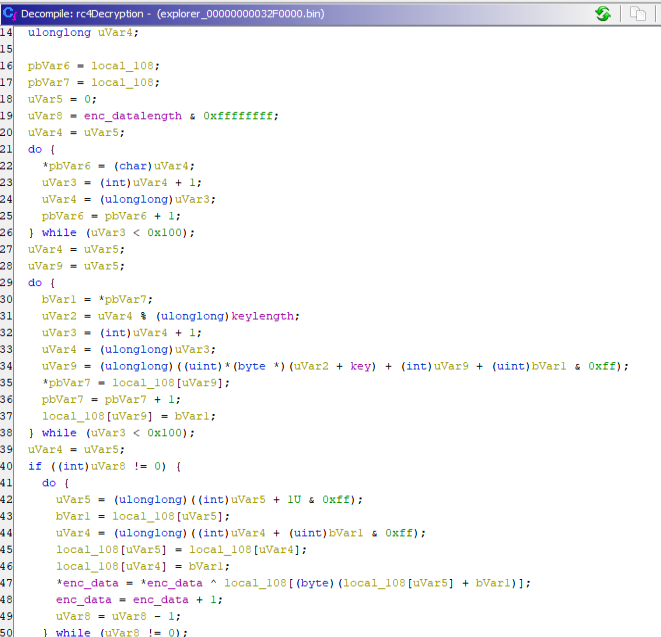 Decompile: rc4Decryption - (explorer_00000000032F0000.bin)
14 ulonglong uVar4;
15
16 pbVar6 = local_108;
17 pbVar7 = local_108;
18 uVar5 = 0;
19 uVar8 = enc_datalength & 0xffffffff;
20 uVar4 = uVar5;
21 do {
22 *pbVar6 = (char)uVar4;
23 uVar3 = (int)uVar4 + 1;
24 uVar4 = (ulonglong)uVar3;
25 pbVar6 = pbVar6 + 1;
26 } while (uVar3 < 0x100);
27 uVar4 = uVar5;
28 uVar9 = uVar5;
29 do {
30 bVar1 = *pbVar7;
31 uVar2 = uVar4 % (ulonglong)keylength;
32 uVar3 = (int)uVar4 + 1;
33 uVar4 = (ulonglong)uVar3;
34 uVar9 = (ulonglong)((uint)*(byte *)(uVar2 + key) + (int)uVar9 + (uint)bVar1 & 0xff);
35 *pbVar7 = local_108[uVar9];
36 pbVar7 = pbVar7 + 1;
37 local_108[uVar9] = bVar1;
38 } while (uVar3 < 0x100);
39 uVar4 = uVar5;
40 if ((int)uVar8 != 0) {
41 do {
42 uVar5 = (ulonglong)((int)uVar5 + 1U & 0xff);
43 bVar1 = local_108[uVar5];
44 uVar4 = (ulonglong)((int)uVar4 + (uint)bVar1 & 0xff);
45 local_108[uVar5] = local_108[uVar4];
46 local_108[uVar4] = bVar1;
47 *enc_data = *enc_data ^ local_108[(byte)(local_108[uVar5] + bVar1)];
48 enc_data = enc_data + 1;
49 uVar8 = uVar8 - 1;
50 } while (uVar8 != 0);